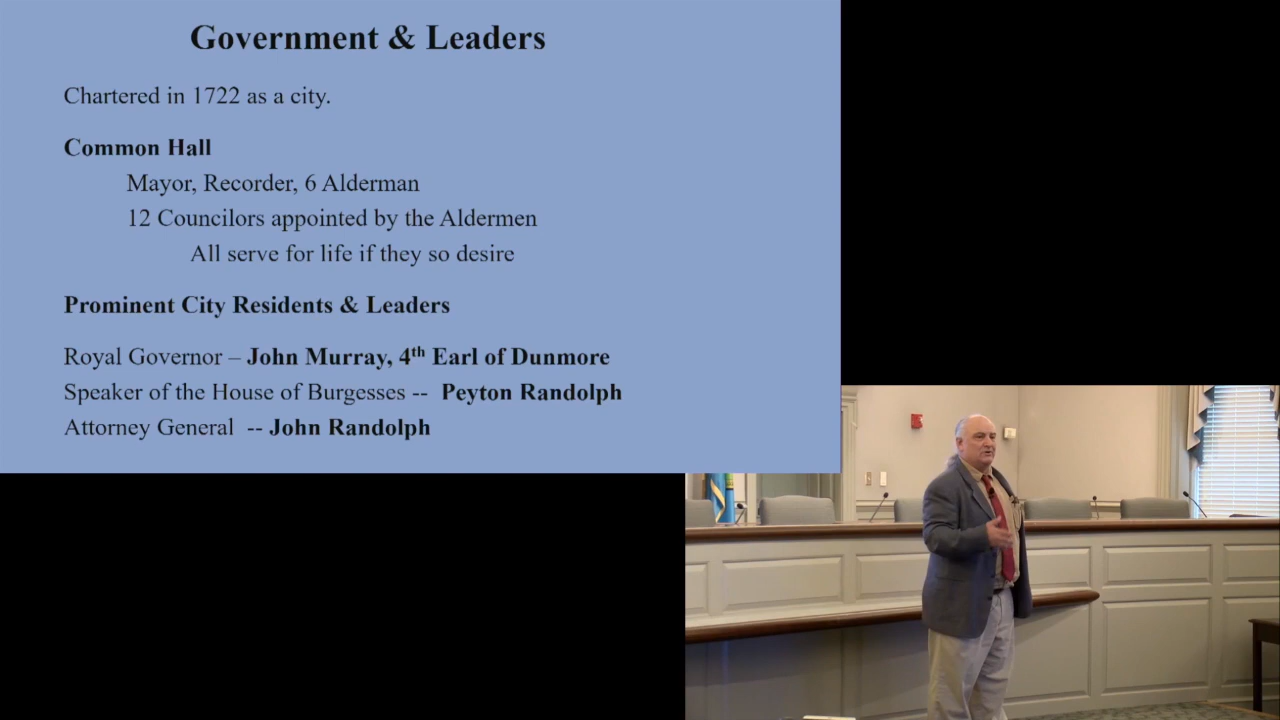 Government & Leaders
Chartered in 1722 as a city.
Common Hall
Mayor, Recorder, 6 Alderman
12 Councilors appointed by the Aldermen
All serve for life if they so desire
Prominent City Residents & Leaders
Royal Governor – John Murray, 4th Earl of Dunmore
Speaker of the House of Burgesses -- Peyton Randolph
Attorney General -- John Randolph